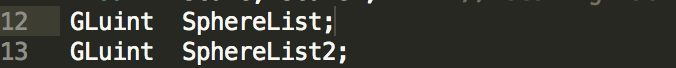 12 GLuint SphereList;
13 GLuint SphereList2;